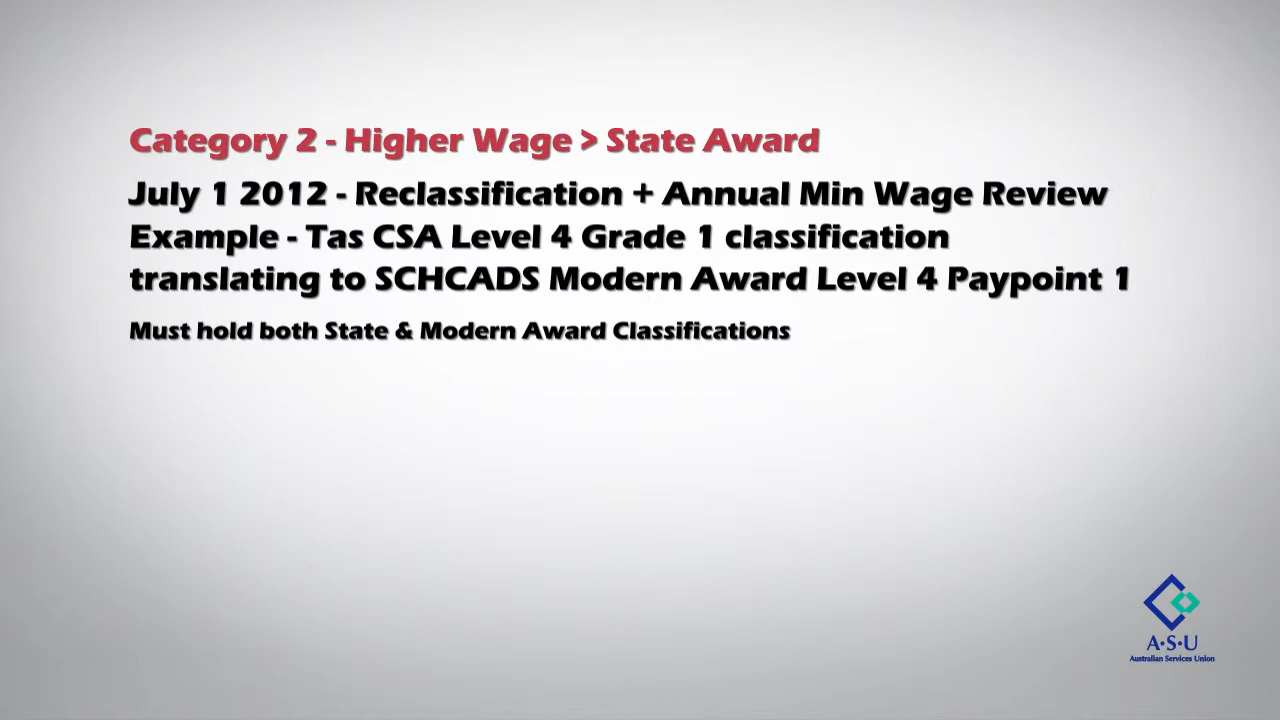 Category 2 - Higher Wage > State Award
July 1 2012 - Reclassification + Annual Min Wage Review
Example - Tas CSA Level 4 Grade 1 classification
translating to SCHCADS Modern Award Level 4 Paypoint 1
Must hold both State & Modern Award Classifications
A·S·U
Australian Services Union